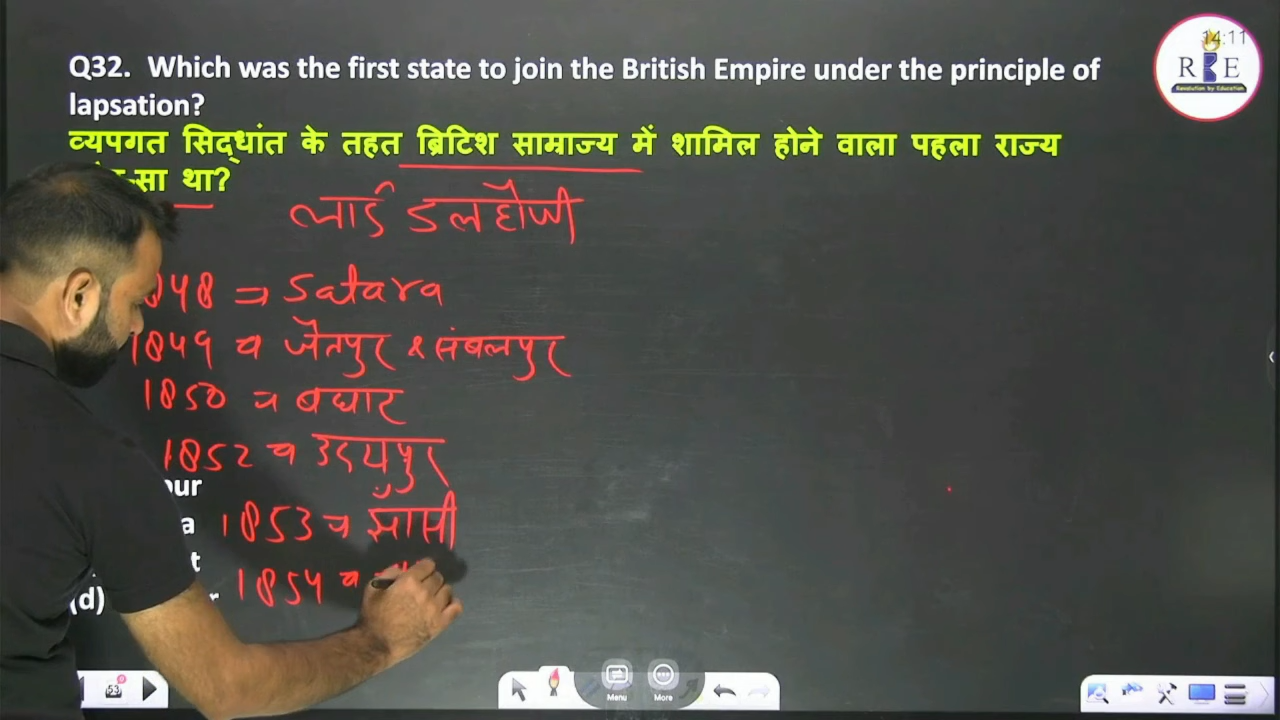 14:11
R E
Revolution by Education
Q32. Which was the first state to join the British Empire under the principle of
lapsation?
व्यपगत सिद्धांत के तहत ब्रिटिश साम्राज्य में शामिल होने वाला पहला राज्य
सा था?
लार्ड डलहौजी
848 Satara
1849 जैतपुर & संबलपुर
1850 बघार
1852 उदयपुर
our
1853 झांसी
a
1854
t
(d) r
53
Menu
More